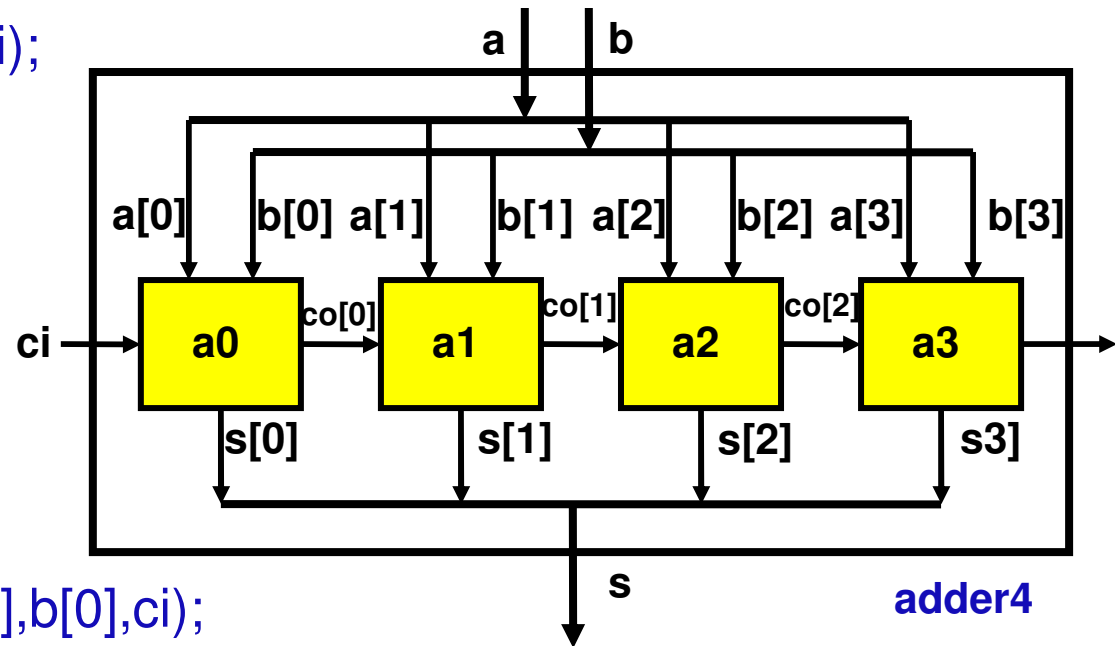 a b
i);
a[0] b[0] a[1] b[1] a[2] b[2] a[3] b[3]
co[0] co[1] co[2]
ci a0 a1 a2 a3
s[0] s[1] s[2] s3]
s
adder4
],b[0],ci);